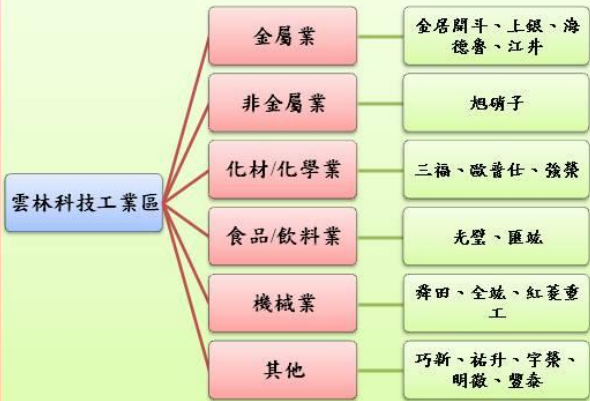 雲林科技工業區
金屬業
金居開斗、上銀、海
德魯、江井
非金屬業
旭硝子
化材/化學業
三福、歐普仕、強榮
食品/飲料業
光瑩、匯竑
機械業
舜田、全竑、紅菱重
工
其他
巧新、祐升、宇榮、
明徽、豐泰